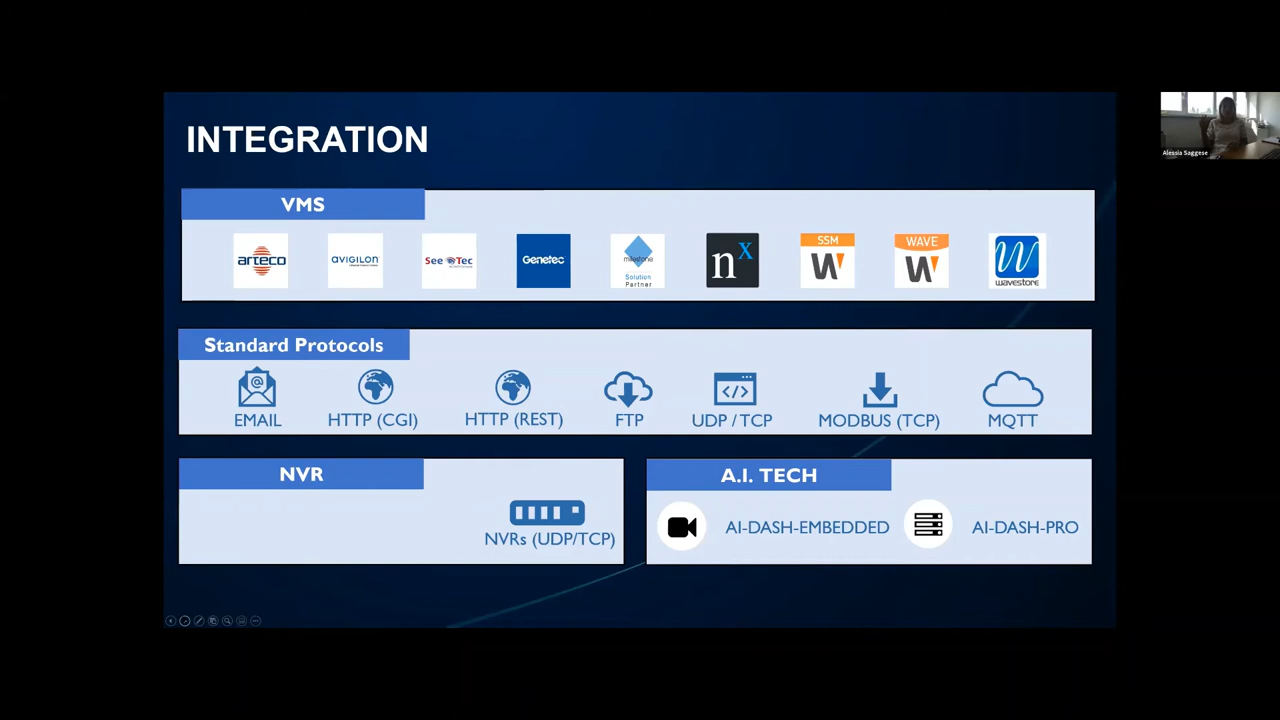 INTEGRATION
Alessia Saggese
VMS
arteco
avigilon
See Tec
Genetec
milestone
Solution
Partner
nx
SSM
W
WAVE
W
W
wavestore
Standard Protocols
@
</>
EMAIL
HTTP (CGI)
HTTP (REST)
FTP
UDP / TCP
MODBUS (TCP)
MQTT
NVR
NVRs (UDP/TCP)
A.I. TECH
AI-DASH-EMBEDDED
AI-DASH-PRO